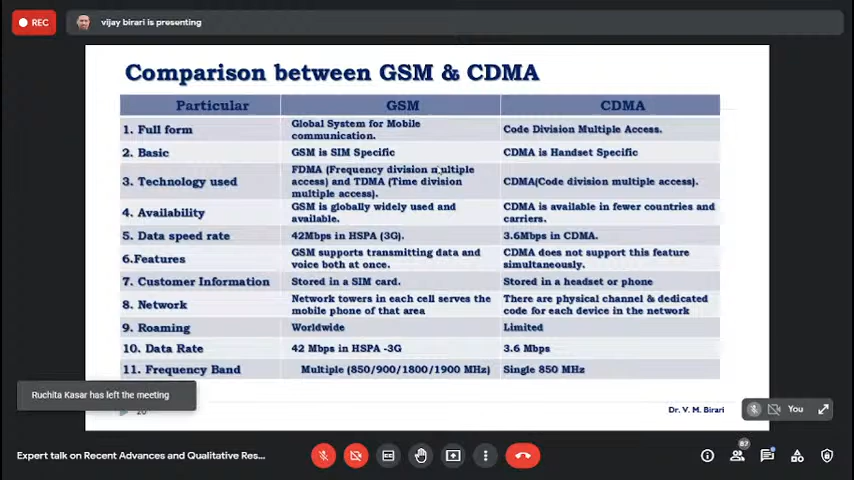 REC
vijay birari is presenting
Comparison between GSM & CDMA
Particular GSM CDMA
1. Full form Global System for Mobile communication. Code Division Multiple Access.
2. Basic GSM is SIM Specific CDMA is Handset Specific
3. Technology used FDMA (Frequency division multiple access) and TDMA (Time division multiple access). CDMA(Code division multiple access).
4. Availability GSM is globally widely used and available. CDMA is available in fewer countries and carriers.
5. Data speed rate 42Mbps in HSPA (3G). 3.6Mbps in CDMA.
6.Features GSM supports transmitting data and voice both at once. CDMA does not support this feature simultaneously.
7. Customer Information Stored in a SIM card. Stored in a headset or phone
8. Network Network towers in each cell serves the mobile phone of that area There are physical channel & dedicated code for each device in the network
9. Roaming Worldwide Limited
10. Data Rate 42 Mbps in HSPA -3G 3.6 Mbps
11. Frequency Band Multiple (850/900/1800/1900 MHz) Single 850 MHz
Ruchita Kasar has left the meeting
20
Dr. V. M. Birari
You
Expert talk on Recent Advances and Qualitative Res...
87